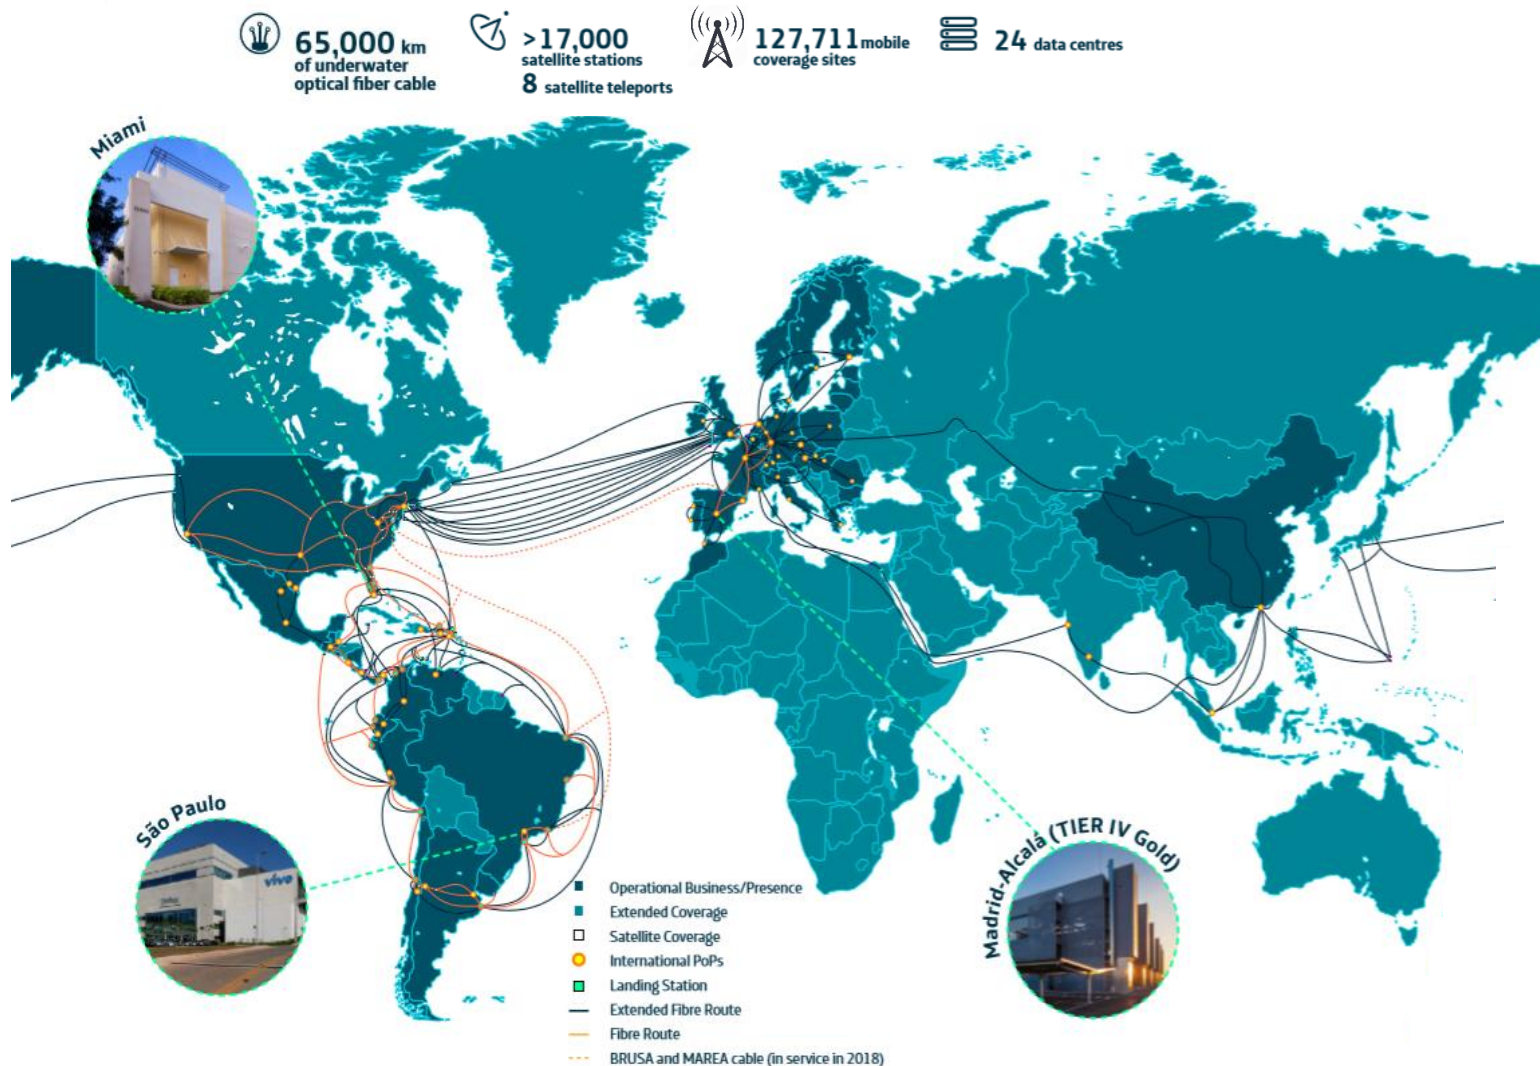 65,000 km
of underwater
optical fiber cable
>17,000
satellite stations
8 satellite teleports
127,711 mobile
coverage sites
24 data centres
Miami
São Paulo
vivo
Madrid-Alcalá (TIER IV Gold)
Operational Business/Presence
Extended Coverage
Satellite Coverage
International PoPs
Landing Station
Extended Fibre Route
Fibre Route
BRUSA and MAREA cable (in service in 2018)